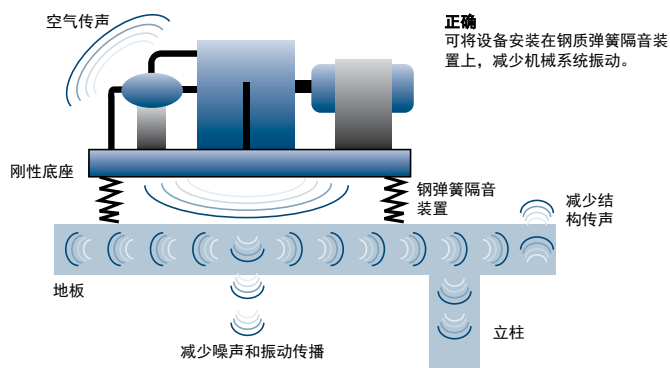 空气传声
正确
可将设备安装在钢质弹簧隔音装
置上，减少机械系统振动。
刚性底座
钢弹簧隔音
装置
减少结
构传声
地板
立柱
减少噪声和振动传播